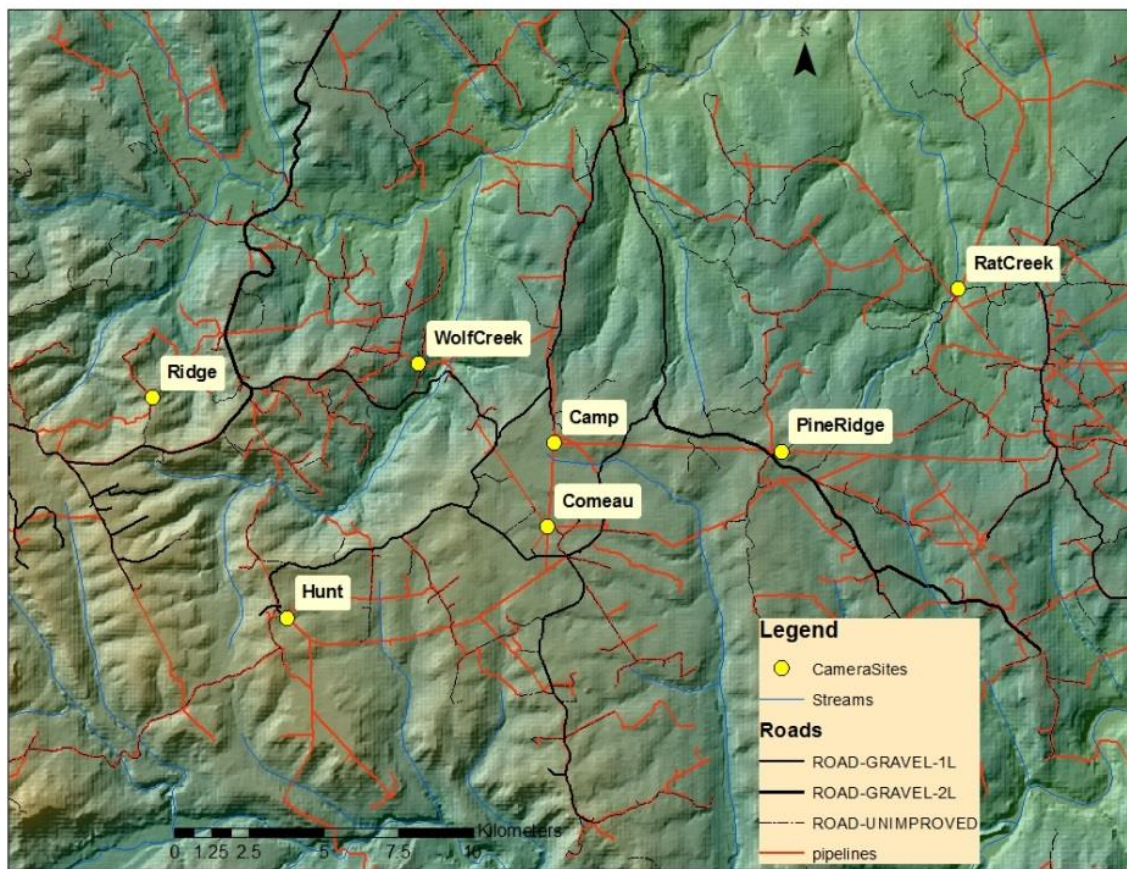 N
RatCreek
WolfCreek
Ridge
Camp
PineRidge
Comeau
Hunt
Legend
CameraSites
Streams
Roads
ROAD-GRAVEL-1L
ROAD-GRAVEL-2L
ROAD-UNIMPROVED
pipelines
Kilometers
0 1.25 2.5 5 7.5 10